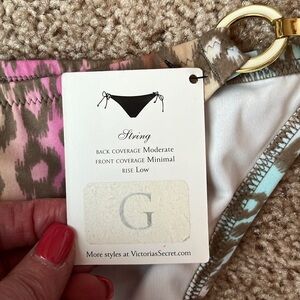 String
BACK COVERAGE Moderate
FRONT COVERAGE Minimal
RISE Low
G
More styles at VictoriasSecret.com